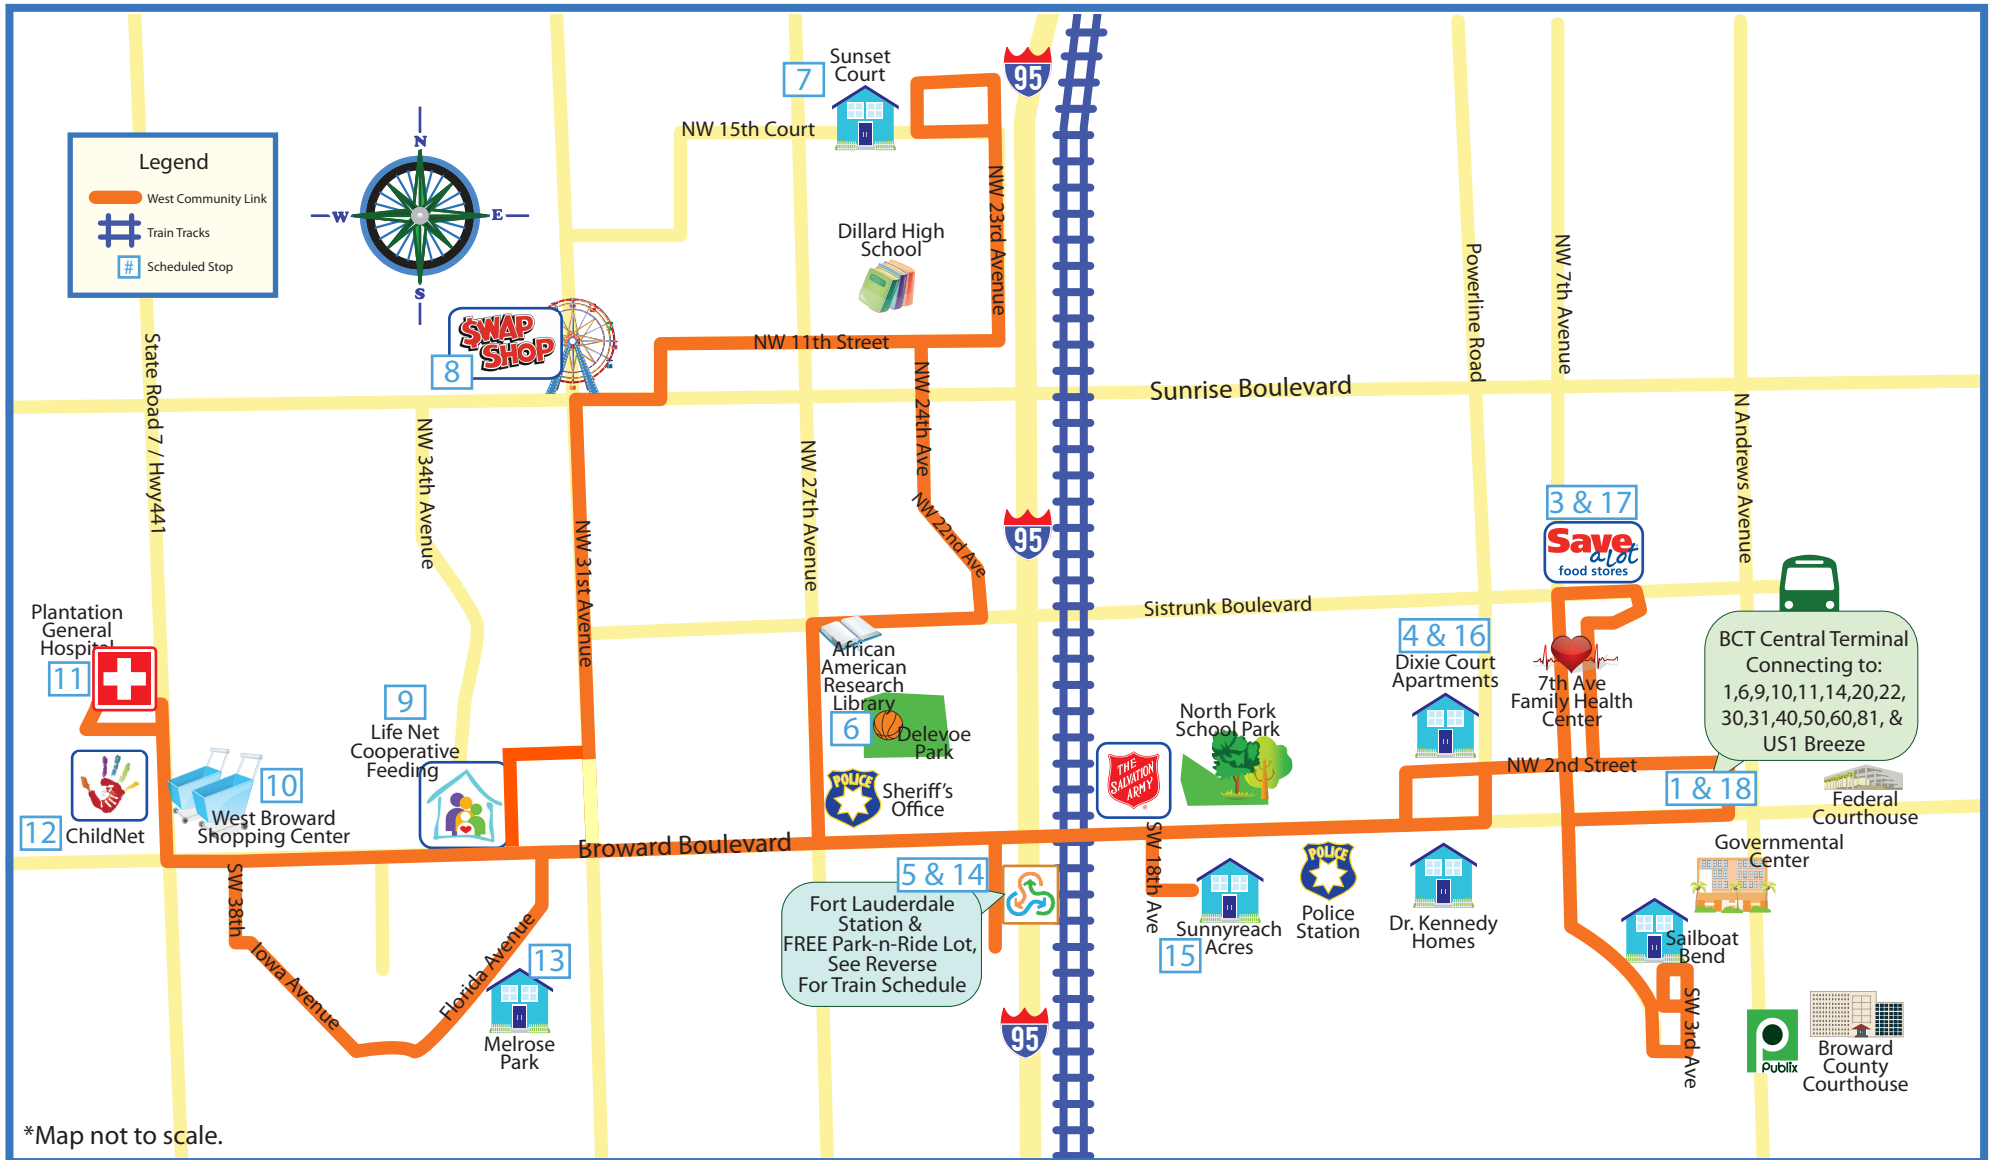 Legend
West Community Link
Train Tracks
# Scheduled Stop
N
W
E
S
7
Sunset
Court
95
NW 15th Court
NW 23rd Avenue
Dillard High
School
SWAP
SHOP
8
NW 11th Street
NW 24th Ave
NW 22nd Ave
Sunrise Boulevard
State Road 7 / Hwy441
NW 34th Avenue
NW 31st Avenue
NW 27th Avenue
95
Powerline Road
NW 7th Avenue
N Andrews Avenue
3 & 17
Save
a lot
food stores
Sistrunk Boulevard
Plantation
General
Hospital
11
9
Life Net
Cooperative
Feeding
African
American
Research
Library
6
Delevoe
Park
POLICE
Sheriff's
Office
4 & 16
Dixie Court
Apartments
7th Ave
Family Health
Center
BCT Central Terminal
Connecting to:
1,6,9,10,11,14,20,22,
30,31,40,50,60,81, &
US1 Breeze
North Fork
School Park
THE
SALVATION
ARMY
NW 2nd Street
1 & 18
Federal
Courthouse
12
ChildNet
10
West Broward
Shopping Center
Broward Boulevard
SW 38th
Iowa Avenue
Florida Avenue
13
Melrose
Park
5 & 14
Fort Lauderdale
Station &
FREE Park-n-Ride Lot,
See Reverse
For Train Schedule
95
SW 18th Ave
15
Sunnyreach
Acres
POLICE
Police
Station
Dr. Kennedy
Homes
Governmental
Center
Sailboat
Bend
SW 3rd Ave
Publix
Broward
County
Courthouse
*Map not to scale.